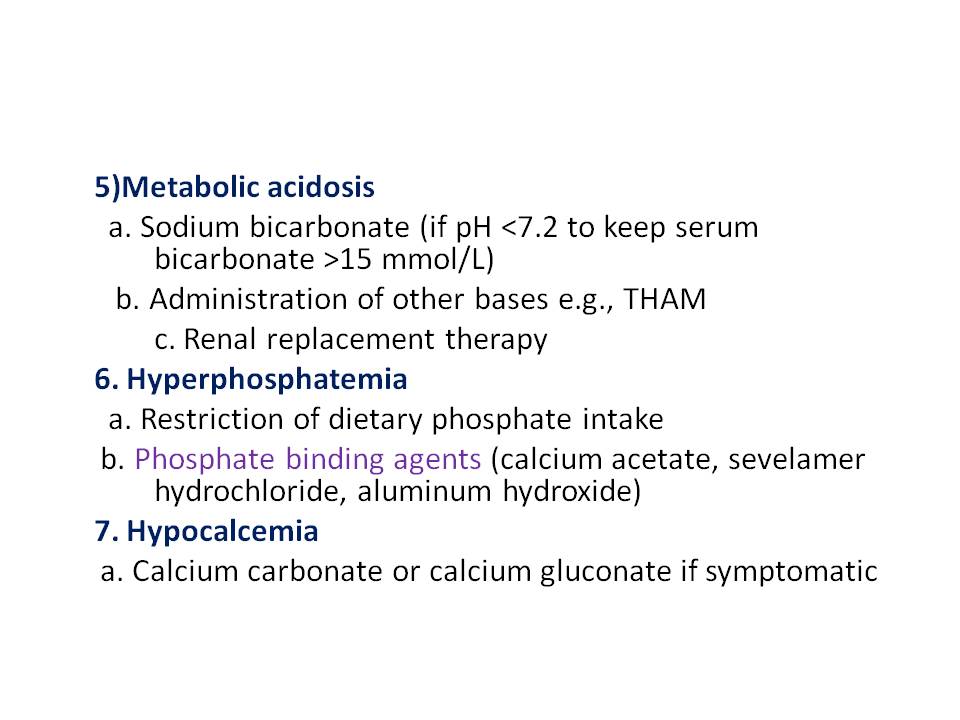 5)Metabolic acidosis
a. Sodium bicarbonate (if pH <7.2 to keep serum
bicarbonate >15 mmol/L)
b. Administration of other bases e.g., THAM
c. Renal replacement therapy
6. Hyperphosphatemia
a. Restriction of dietary phosphate intake
b. Phosphate binding agents (calcium acetate, sevelamer
hydrochloride, aluminum hydroxide)
7. Hypocalcemia
a. Calcium carbonate or calcium gluconate if symptomatic